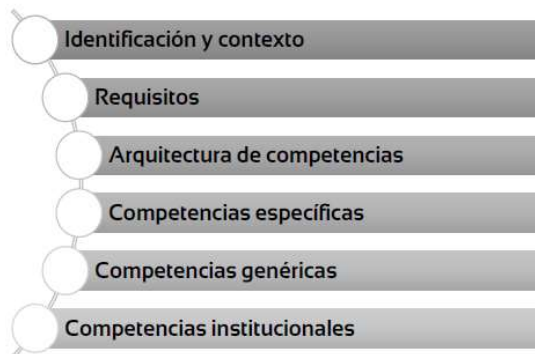 Identificación y contexto
Requisitos
Arquitectura de competencias
Competencias específicas
Competencias genéricas
Competencias institucionales